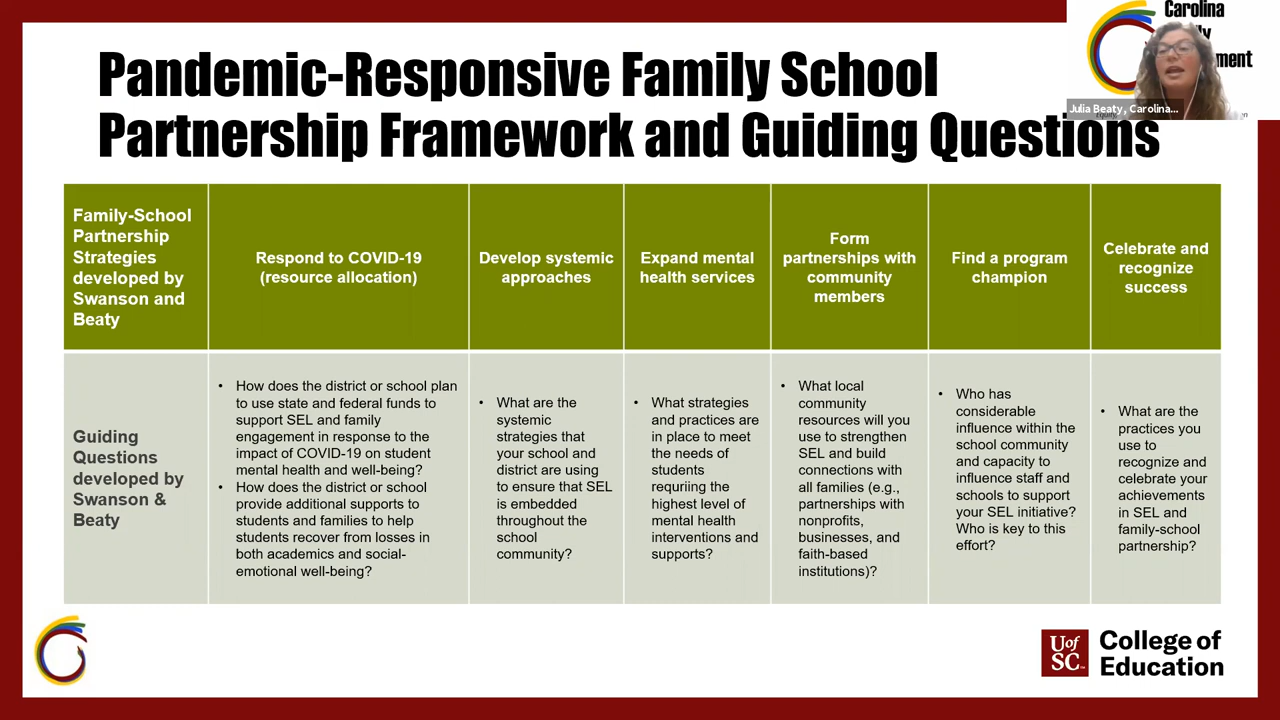 Carolina
Pandemic-Responsive Family School
Partnership Framework and Guiding Questions
Julia Beaty, Carolina...
Family-School
Partnership
Strategies
developed by
Swanson and
Beaty
Respond to COVID-19
(resource allocation)
Develop systemic
approaches
Expand mental
health services
Form
partnerships with
community
members
Find a program
champion
Celebrate and
recognize
success
Guiding
Questions
developed by
Swanson &
Beaty
• How does the district or school plan
to use state and federal funds to
support SEL and family
engagement in response to the
impact of COVID-19 on student
mental health and well-being?
• How does the district or school
provide additional supports to
students and families to help
students recover from losses in
both academics and social-
emotional well-being?
• What are the
systemic
strategies that
your school and
district are using
to ensure that SEL
is embedded
throughout the
school
community?
• What strategies
and practices are
in place to meet
the needs of
students
requriing the
highest level of
mental health
interventions and
supports?
• What local
community
resources will you
use to strengthen
SEL and build
connections with
all families (e.g.,
partnerships with
nonprofits,
businesses, and
faith-based
institutions)?
• Who has
considerable
influence within the
school community
and capacity to
influence staff and
schools to support
your SEL initiative?
Who is key to this
effort?
• What are the
practices you
use to
recognize and
celebrate your
achievements
in SEL and
family-school
partnership?
UofSC
College of
Education